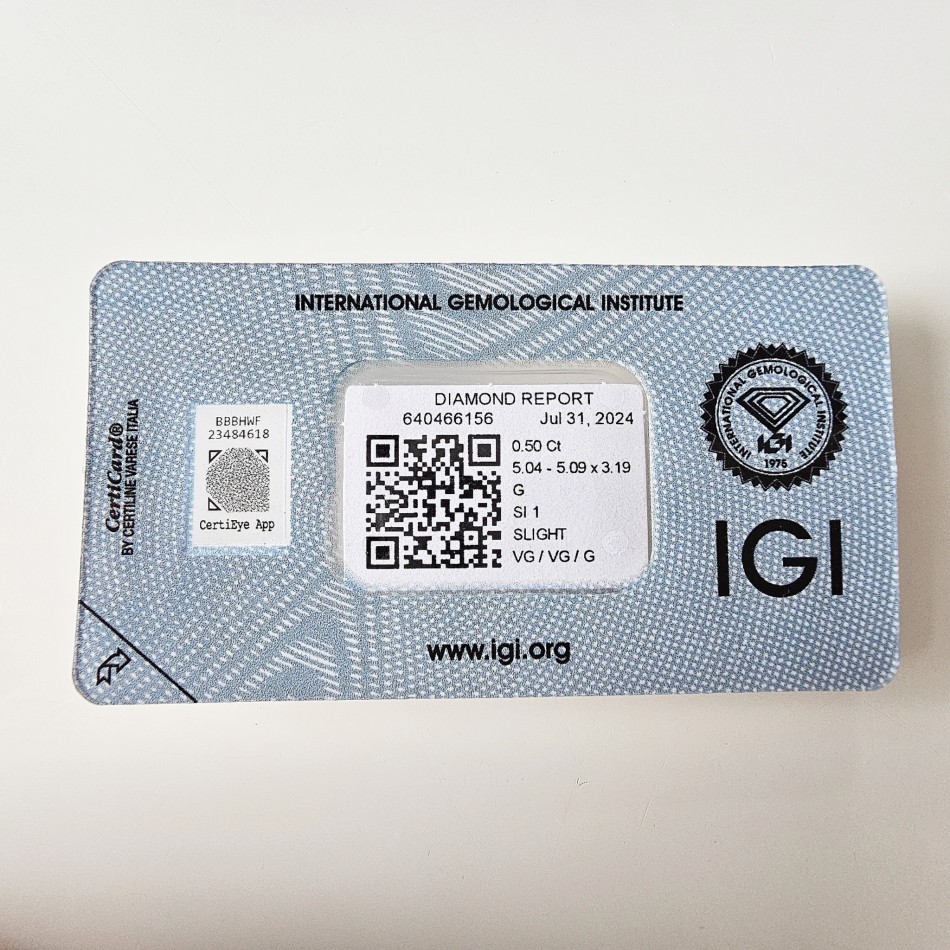 INTERNATIONAL GEMOLOGICAL INSTITUTE
CertiCard®
BY CERTILINE VARESE ITALIA
BBBHWF
23484618
CertiEye App
DIAMOND REPORT
640466156 Jul 31, 2024
0.50 Ct
5.04 - 5.09 x 3.19
G
SI 1
SLIGHT
VG / VG / G
INTERNATIONAL GEMOLOGICAL INSTITUTE
IGI
1975
IGI
www.igi.org